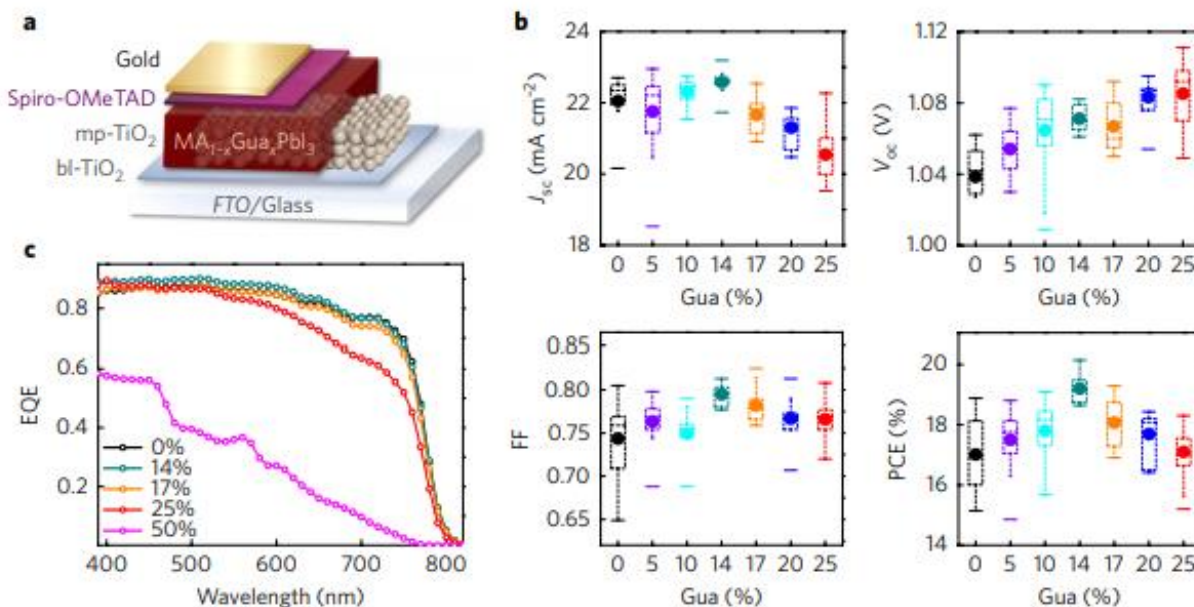 a
Gold
Spiro-OMeTAD
mp-TiO2
bl-TiO2
MA1–xGuaxPbI3
FTO/Glass
b
24
22
20
18
Jsc (mA cm–2)
0 5 10 14 17 20 25
Gua (%)
1.12
1.08
1.04
1.00
Voc (V)
0 5 10 14 17 20 25
Gua (%)
c
0.8
0.6
0.4
0.2
EQE
0%
14%
17%
25%
50%
400 500 600 700 800
Wavelength (nm)
0.85
0.80
0.75
0.70
0.65
FF
0 5 10 14 17 20 25
Gua (%)
20
18
16
14
PCE (%)
0 5 10 14 17 20 25
Gua (%)